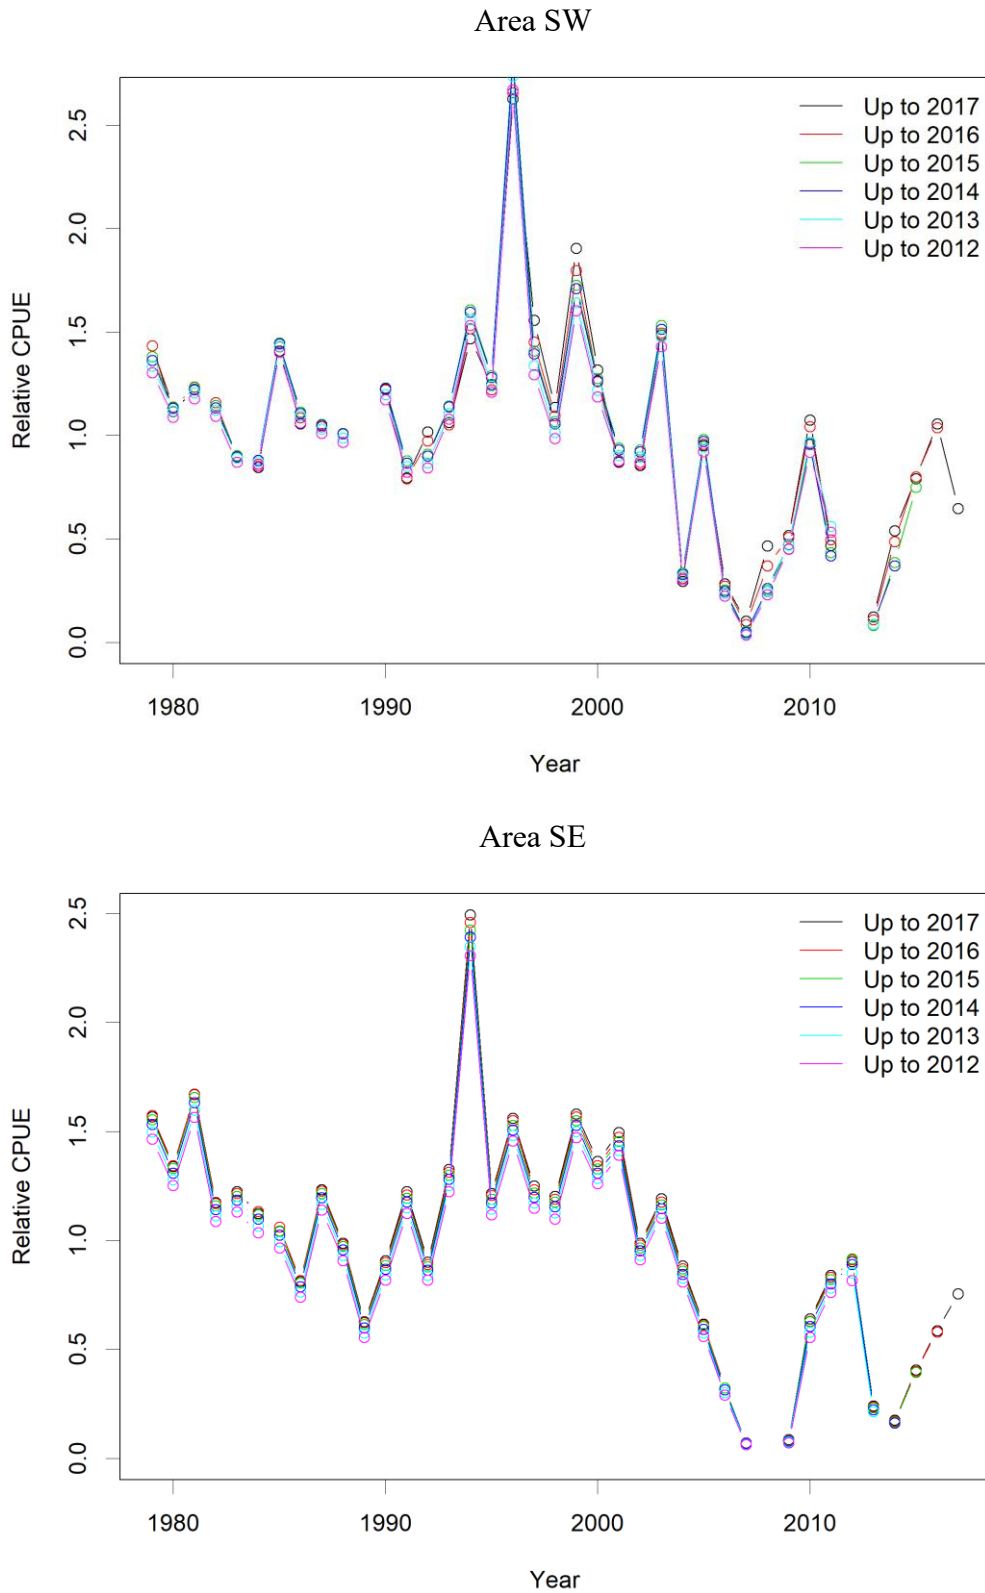 Area SW
Relative CPUE
2.5
2.0
1.5
1.0
0.5
0.0
Up to 2017
Up to 2016
Up to 2015
Up to 2014
Up to 2013
Up to 2012
1980 1990 2000 2010
Year
Area SE
Relative CPUE
2.5
2.0
1.5
1.0
0.5
0.0
Up to 2017
Up to 2016
Up to 2015
Up to 2014
Up to 2013
Up to 2012
1980 1990 2000 2010
Year